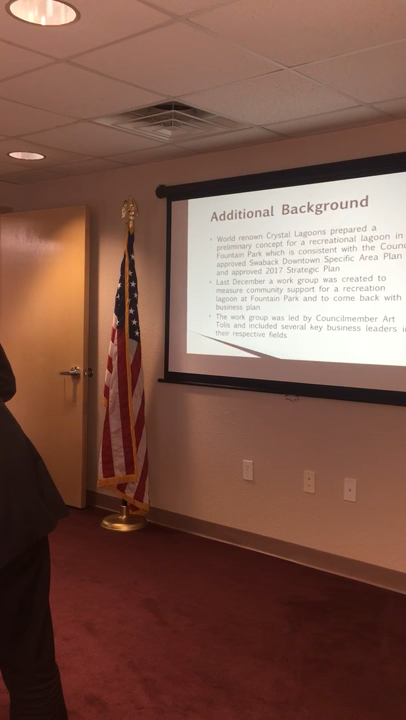 Additional Background
World renown Crystal Lagoons prepared a
preliminary concept for a recreational lagoon in
Fountain Park which is consistent with the Counc
approved Swaback Downtown Specific Area Plan
and approved 2017 Strategic Plan
Last December a work group was created to
measure community support for a recreation
lagoon at Fountain Park and to come back with
business plan
The work group was led by Councilmember Art
Tolis and included several key business leaders i
their respective fields